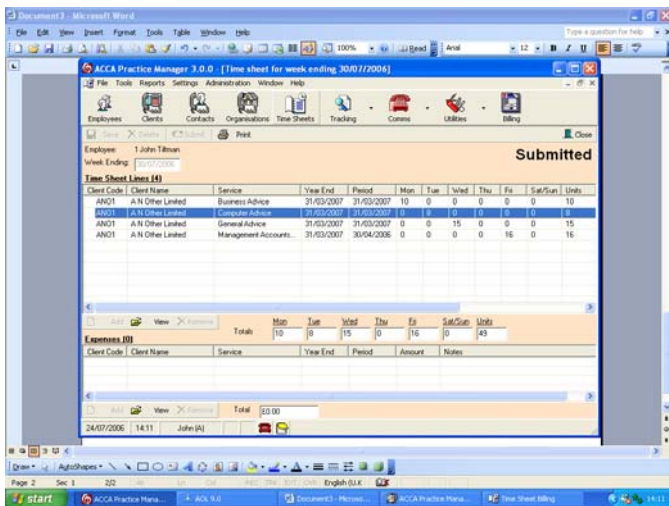 Document3 - Microsoft Word
File Edit View Insert Format Tools Table Window Help Type a question for help
100% Read Arial 12 B I U
ACCA Practice Manager 3.0.0 - [Time sheet for week ending 30/07/2006]
File Tools Reports Settings Administration Window Help
Employees Clients Contacts Organisations Time Sheets Tracking Comms Utilities Billing
Save Delete Submit Print Close
Employee: 1 John Tillman
Week Ending: 30/07/2006
Submitted
Time Sheet Lines (4)
Client Code Client Name Service Year End Period Mon Tue Wed Thu Fri Sat/Sun Units
ANO1 A N Other Limited Business Advice 31/03/2007 31/03/2007 10 0 0 0 0 0 10
ANO1 A N Other Limited Computer Advice 31/03/2007 31/03/2007 0 8 0 0 0 0 8
ANO1 A N Other Limited General Advice 31/03/2007 31/03/2007 0 0 15 0 0 0 15
ANO1 A N Other Limited Management Accounts... 31/03/2007 30/04/2006 0 0 0 0 16 0 16
Add View Remove
Mon Tue Wed Thu Fri Sat/Sun Units
Totals 10 8 15 0 16 0 49
Expenses (0)
Client Code Client Name Service Year End Period Amount Notes
Add View Remove Total £0.00
24/07/2006 14:11 John (A)
Draw AutoShapes
Page 2 Sec 1 2/2 At Ln Col REC TRK EXT OVR English (U.K
start ACCA Practice Mana... AOL 9.0 Document3 - Microso... ACCA Practice Mana... Time Sheet Billing 14:11